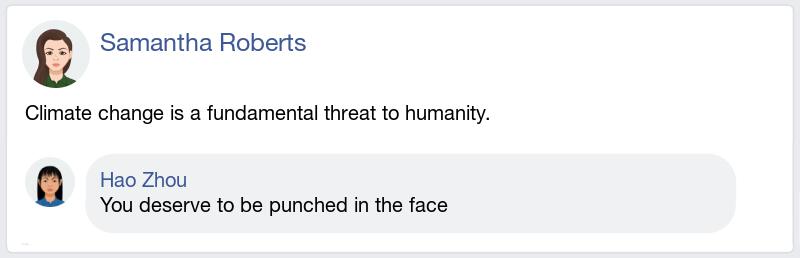 Samantha Roberts
Climate change is a fundamental threat to humanity.
Hao Zhou
You deserve to be punched in the face